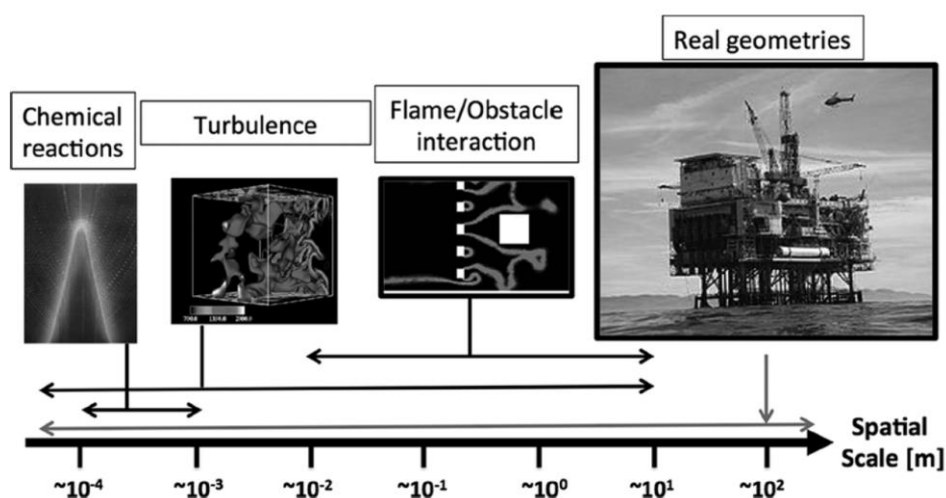 Real geometries
Chemical
reactions
Turbulence
Flame/Obstacle
interaction
Spatial
Scale [m]
~10⁻⁴
~10⁻³
~10⁻²
~10⁻¹
~10⁰
~10¹
~10²